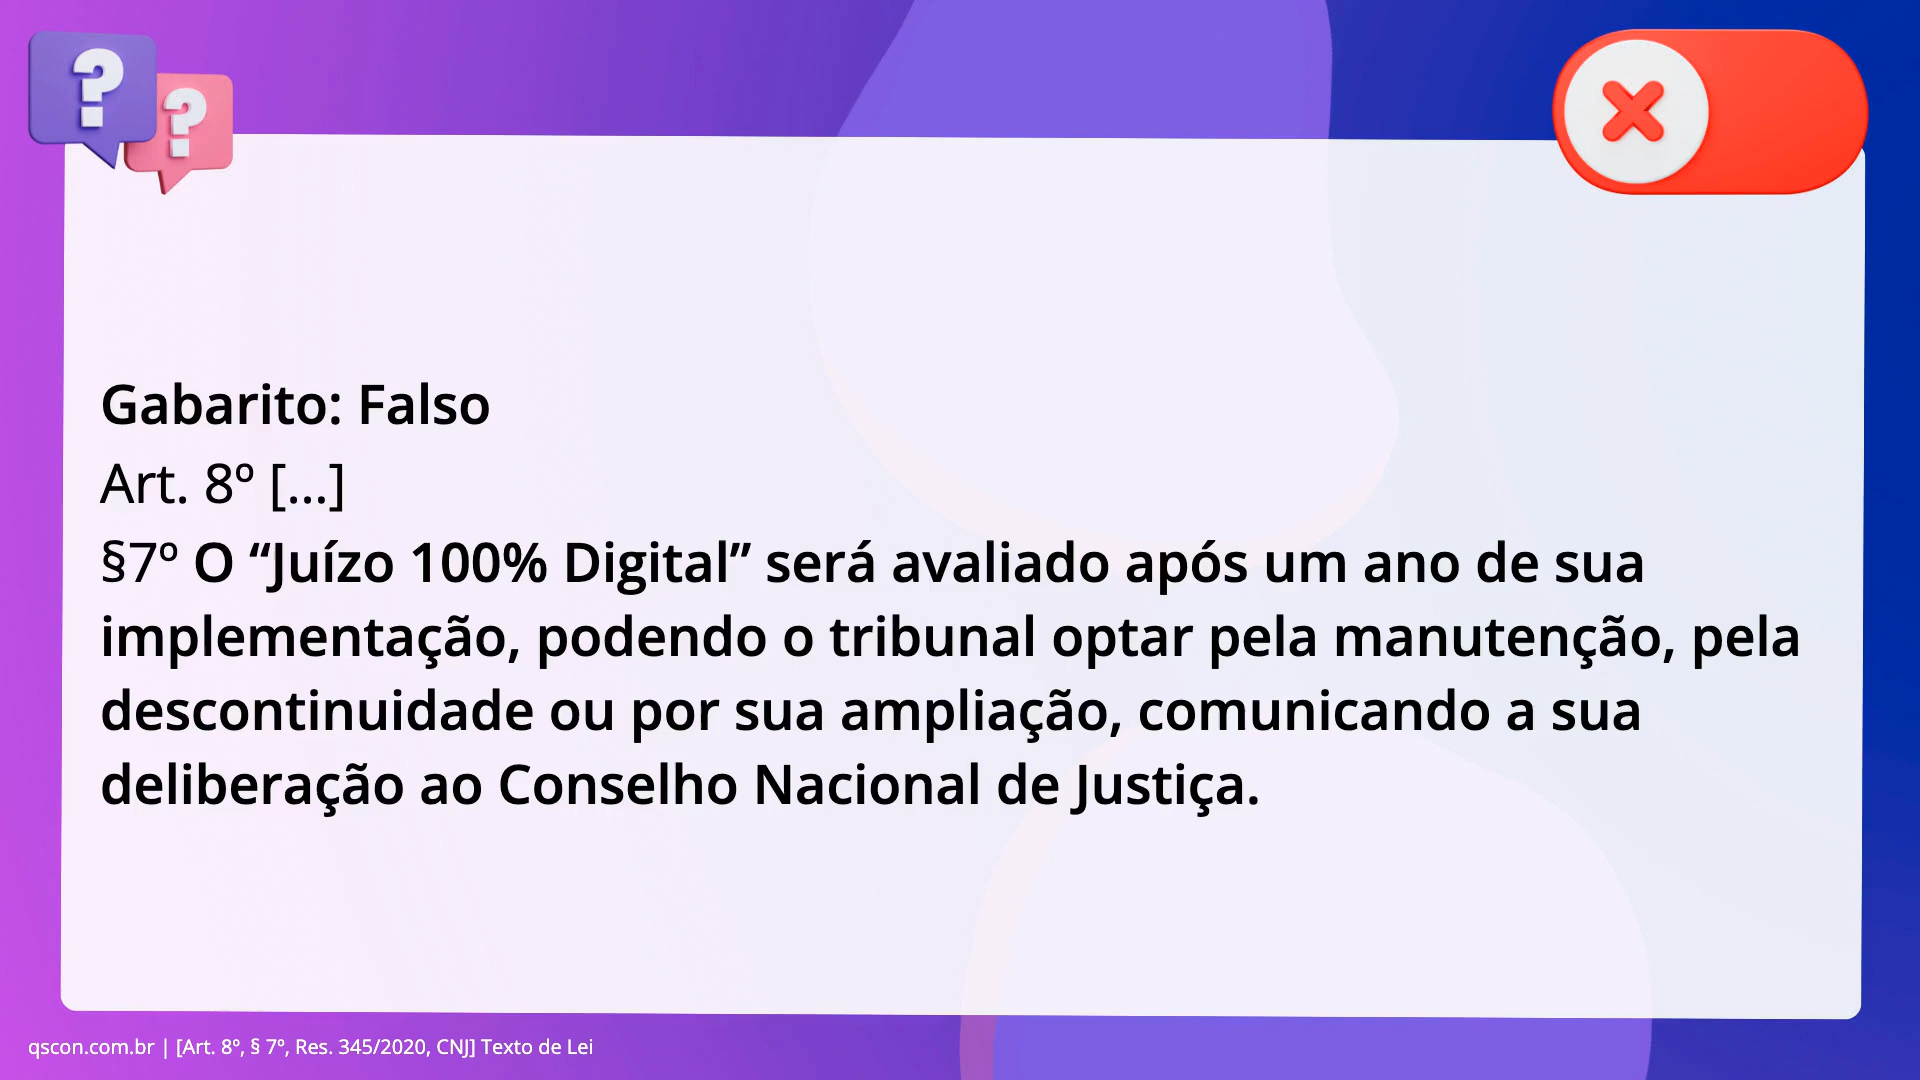 Gabarito: Falso
Art. 8º [...]
§7º O “Juízo 100% Digital” será avaliado após um ano de sua
implementação, podendo o tribunal optar pela manutenção, pela
descontinuidade ou por sua ampliação, comunicando a sua
deliberação ao Conselho Nacional de Justiça.
qscon.com.br | [Art. 8º, § 7º, Res. 345/2020, CNJ] Texto de Lei